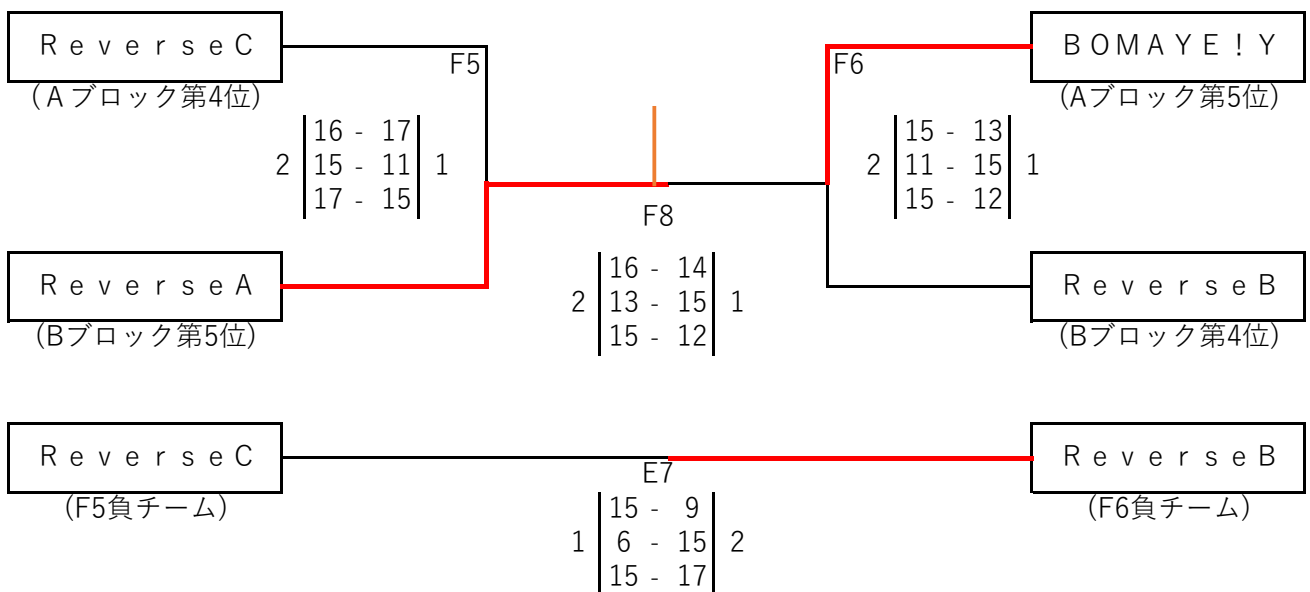 ＲｅｖｅｒｓｅＣ
(Ａブロック第4位)
F5
F6
ＢＯＭＡＹＥ！Ｙ
(Aブロック第5位)
2 16 - 17 1
15 - 11
17 - 15
2 15 - 13 1
11 - 15
15 - 12
F8
ＲｅｖｅｒｓｅＡ
(Bブロック第5位)
2 16 - 14 1
13 - 15
15 - 12
ＲｅｖｅｒｓｅＢ
(Bブロック第4位)
ＲｅｖｅｒｓｅＣ
(F5負チーム)
E7
1 15 - 9 2
6 - 15
15 - 17
ＲｅｖｅｒｓｅＢ
(F6負チーム)